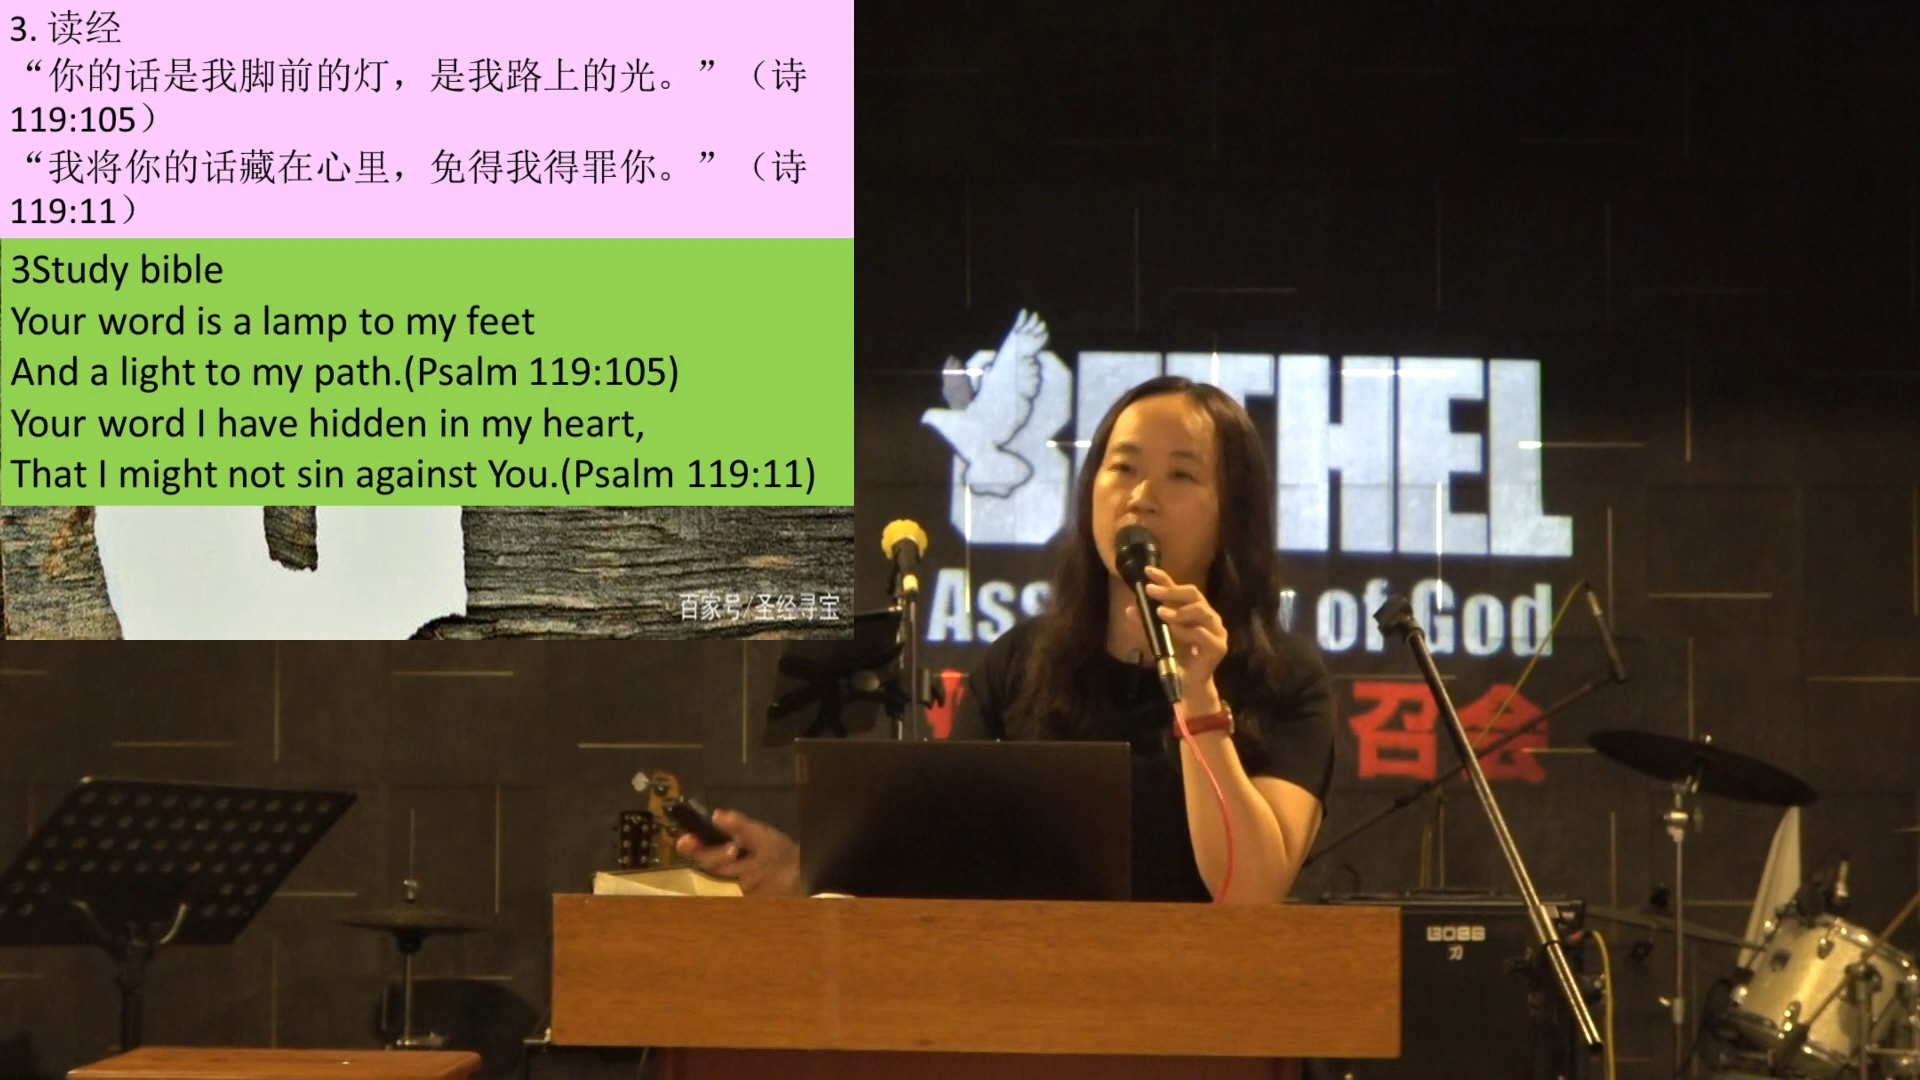 3. 读经
“你的话是我脚前的灯，是我路上的光。”（诗
119:105）
“我将你的话藏在心里，免得我得罪你。”（诗
119:11）
3Study bible
Your word is a lamp to my feet
And a light to my path.(Psalm 119:105)
Your word I have hidden in my heart,
That I might not sin against You.(Psalm 119:11)
百家号/圣经寻宝
BETHEL
of God
召会
BOSS